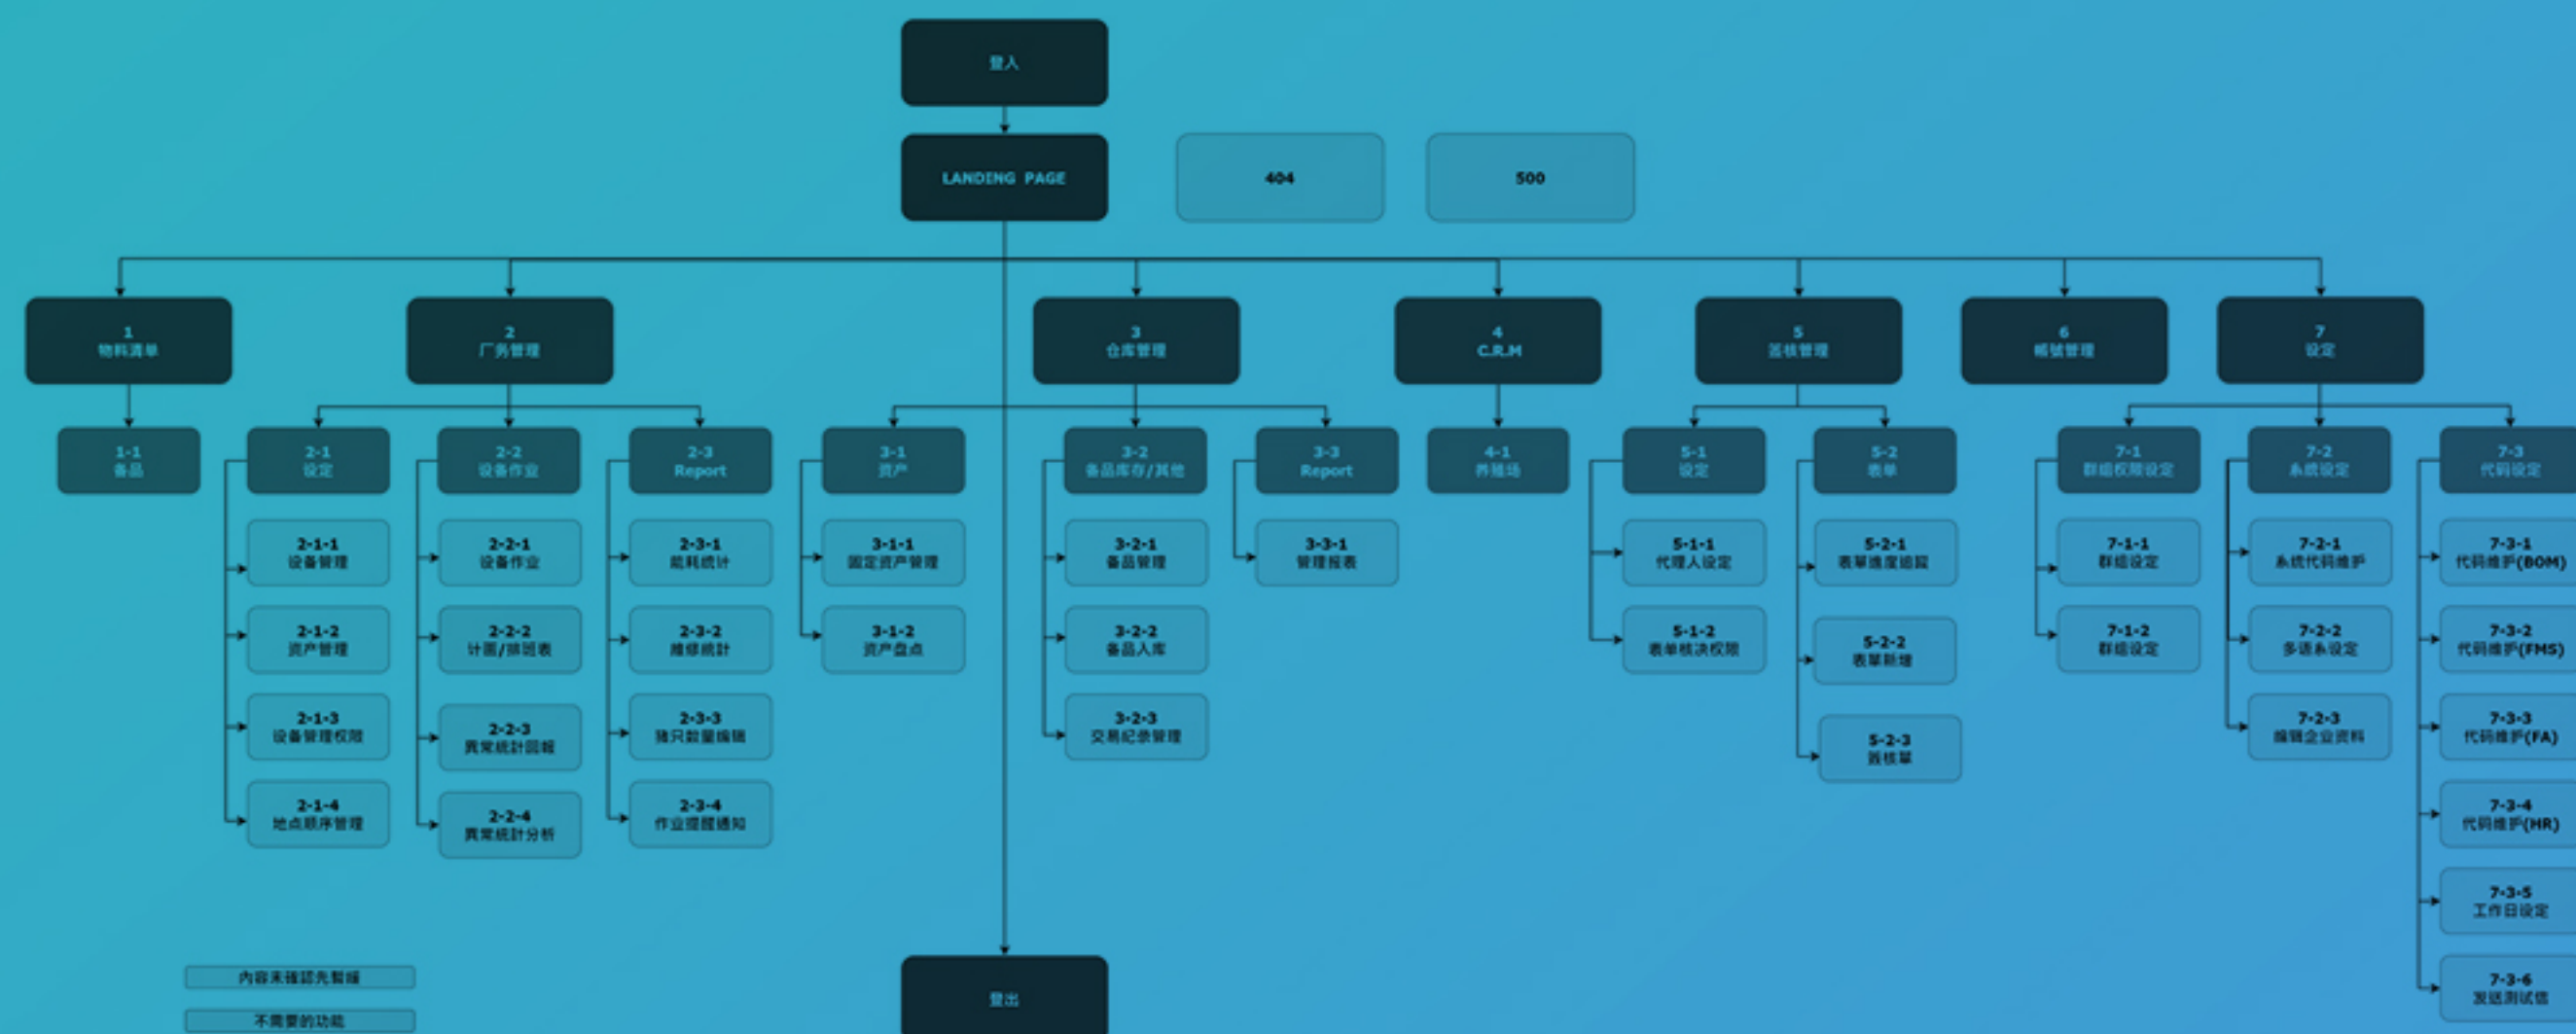 登入
LANDING PAGE
404
500
1
物料清单
2
厂务管理
3
仓库管理
4
C.R.M
5
签核管理
6
帳號管理
7
设定
1-1
备品
2-1
设定
2-2
设备作业
2-3
Report
3-1
资产
3-2
备品库存/其他
3-3
Report
4-1
养殖场
5-1
设定
5-2
表单
7-1
群组权限设定
7-2
系统设定
7-3
代码设定
2-1-1
设备管理
2-2-1
设备作业
2-3-1
能耗统计
3-1-1
固定资产管理
3-2-1
备品管理
3-3-1
管理报表
5-1-1
代理人设定
5-2-1
表單進度追蹤
7-1-1
群组设定
7-2-1
系统代码维护
7-3-1
代码维护(BOM)
2-1-2
资产管理
2-2-2
计画/排班表
2-3-2
維修統計
3-1-2
资产盘点
3-2-2
备品入库
5-1-2
表单核决权限
5-2-2
表單新增
7-1-2
群组设定
7-2-2
多语系设定
7-3-2
代码维护(FMS)
2-1-3
设备管理权限
2-2-3
異常統計回報
2-3-3
猪只数量编辑
3-2-3
交易纪录管理
5-2-3
簽核單
7-2-3
编辑企业资料
7-3-3
代码维护(FA)
2-1-4
地点顺序管理
2-2-4
異常統計分析
2-3-4
作业提醒通知
7-3-4
代码维护(HR)
7-3-5
工作日设定
7-3-6
发送测试信
登出
內容未確認先暫緩
不需要的功能